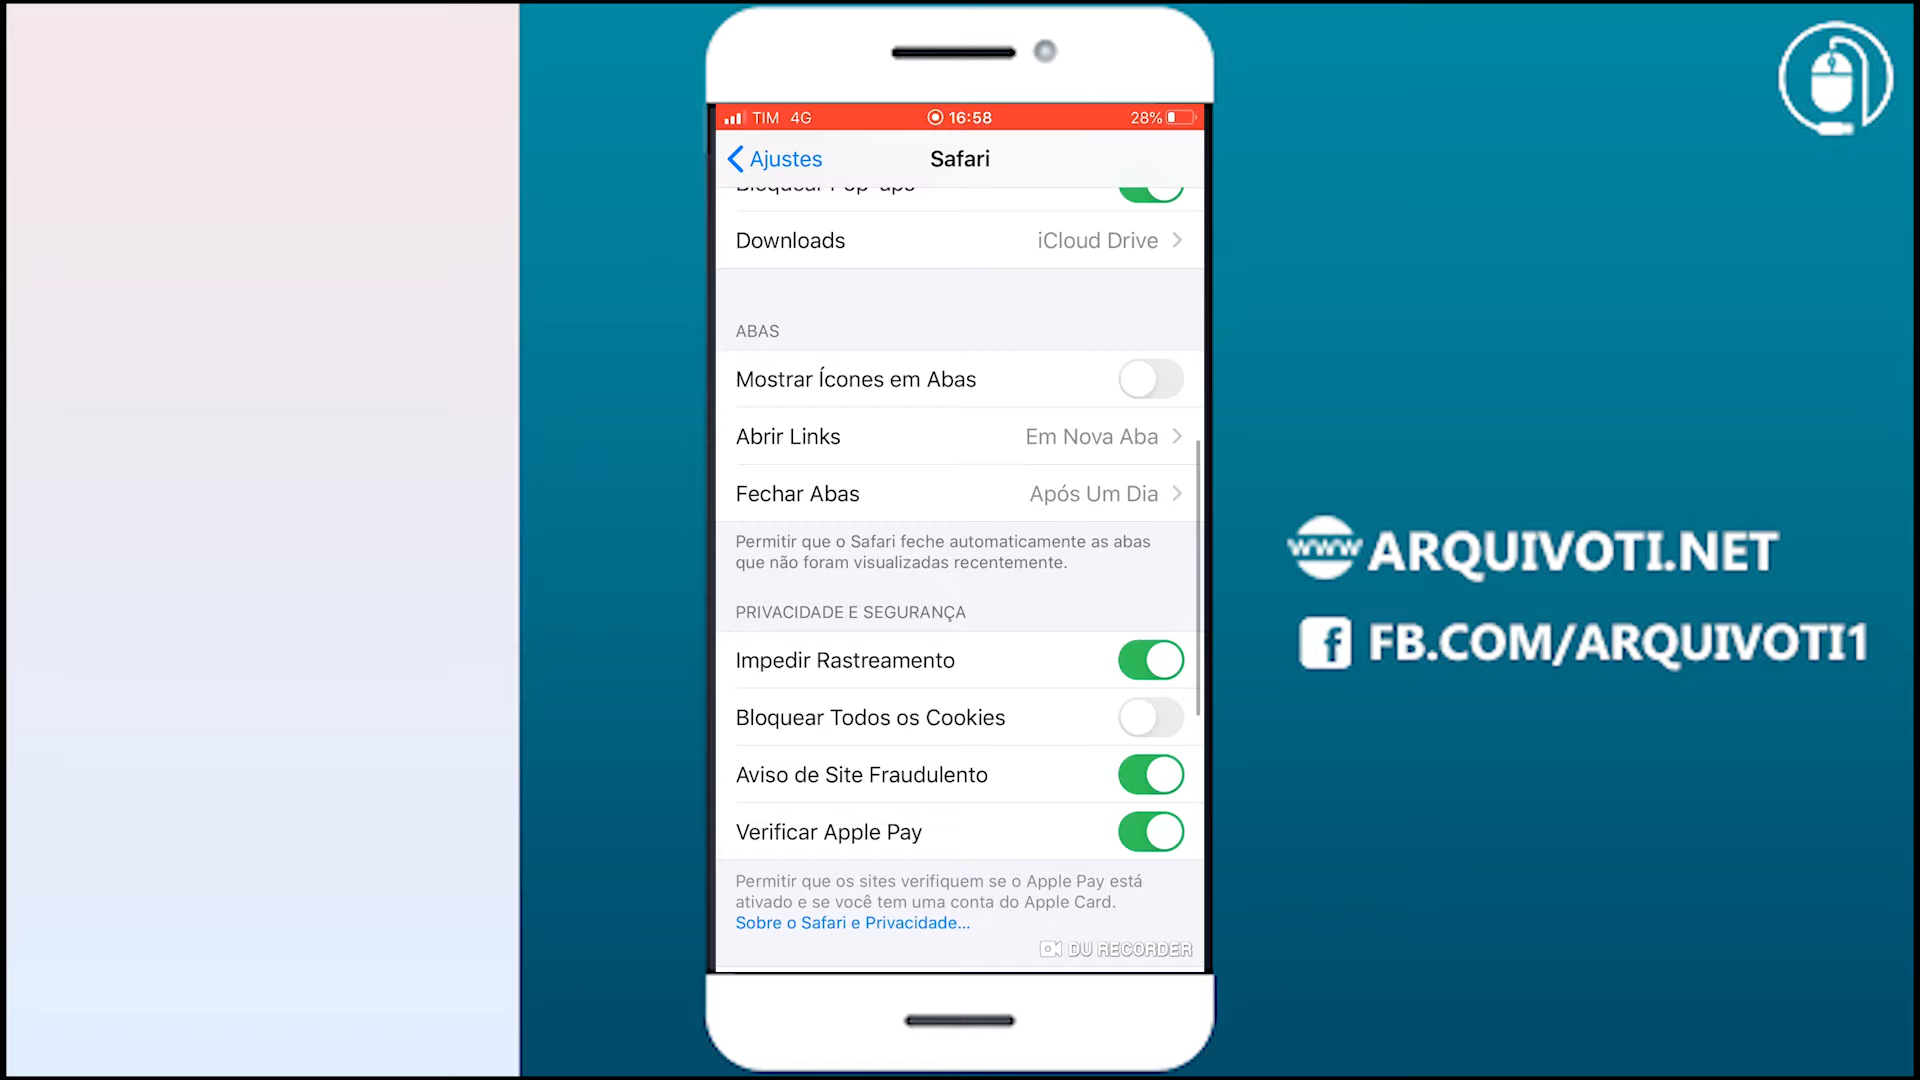 TIM 4G 16:58 28%
Ajustes Safari
Bloquear Pop-ups
Downloads iCloud Drive
ABAS
Mostrar Ícones em Abas
Abrir Links Em Nova Aba
Fechar Abas Após Um Dia
Permitir que o Safari feche automaticamente as abas
que não foram visualizadas recentemente.
PRIVACIDADE E SEGURANÇA
Impedir Rastreamento
Bloquear Todos os Cookies
Aviso de Site Fraudulento
Verificar Apple Pay
Permitir que os sites verifiquem se o Apple Pay está
ativado e se você tem uma conta do Apple Card.
Sobre o Safari e Privacidade...
DU RECORDER
www ARQUIVOTI.NET
f FB.COM/ARQUIVOTI1